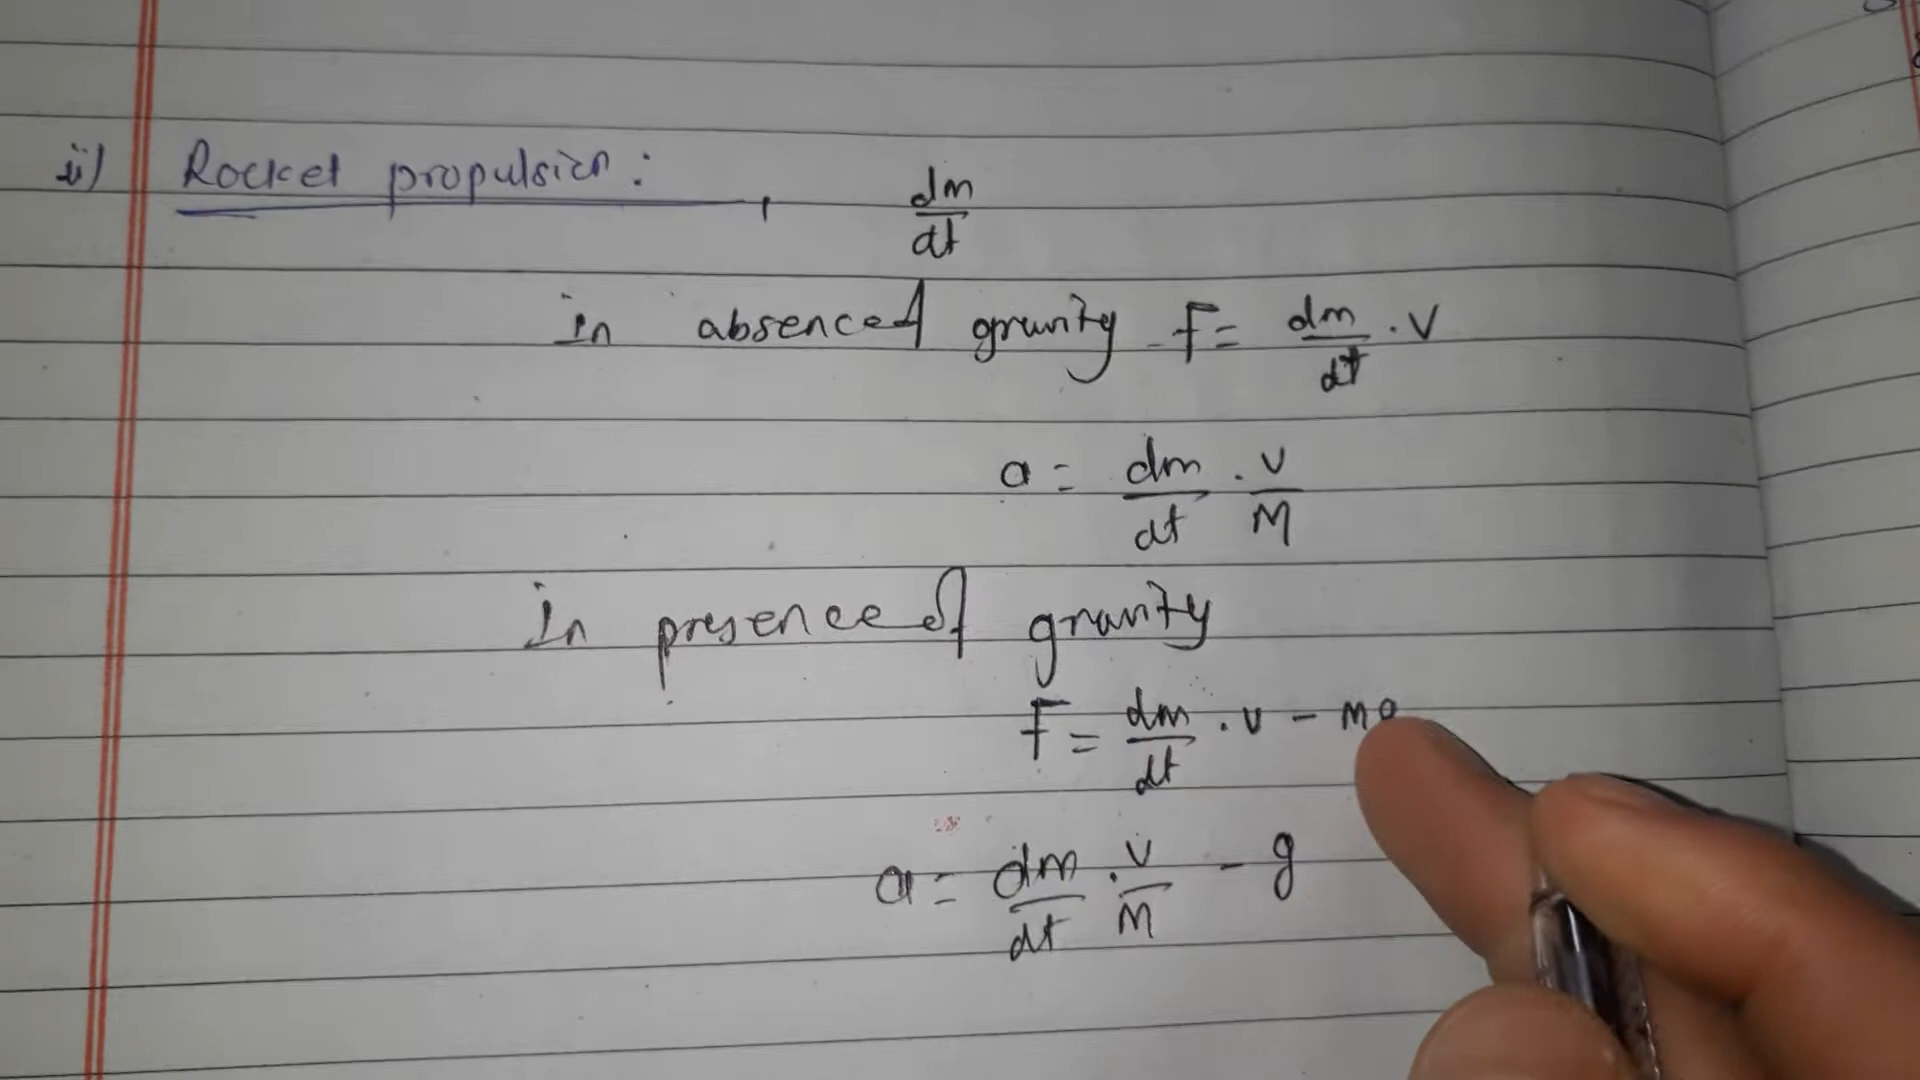 ii) Rocket propulsion: dm/dt
in absence of gravity F = dm/dt . v
a = dm/dt . v/M
In presence of gravity
F = dm/dt . v -
a = dm/dt . v/M - g